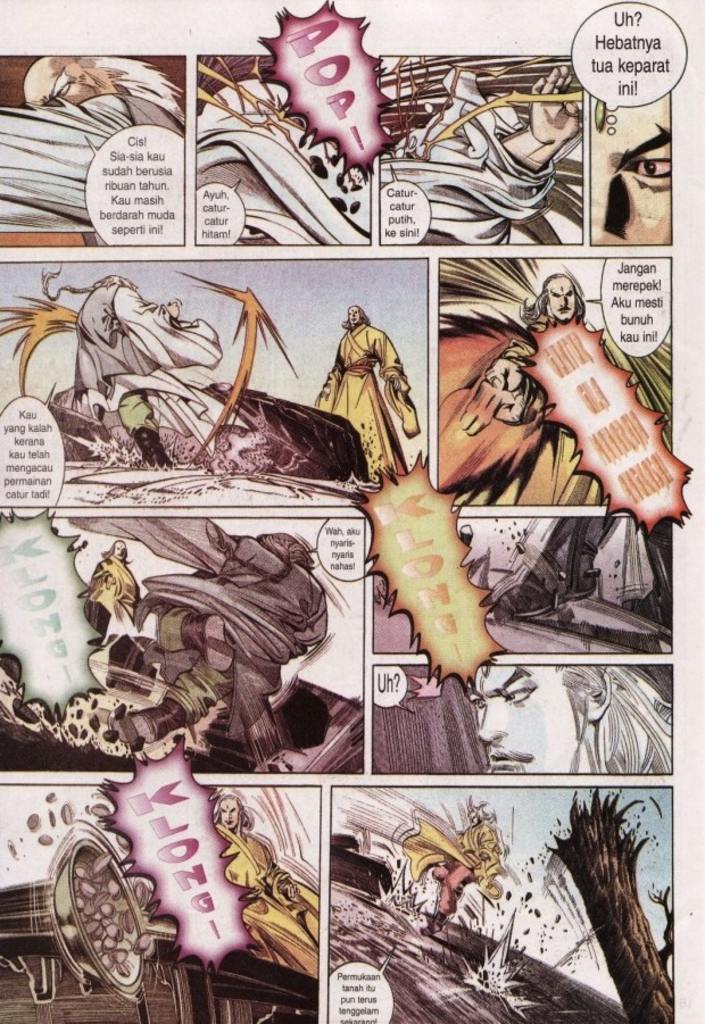 Cis!
Sia-sia kau
sudah berusia
ribuan tahun.
Kau masih
berdarah muda
seperti ini!
POP!
Ayuh,
catur-
catur
hitam!
Catur-
catur
putih,
ke sini!
Uh?
Hebatnya
tua keparat
ini!
Kau
yang kalah
kerana
kau telah
mengacau
permainan
catur tadi!
Jangan
merepek!
Aku mesti
bunuh
kau ini!
KLONG!
Wah, aku
nyaris-
nyaris
nahas!
KLONG!
Uh?
KLONG!
Permukaan
tanah itu
pun terus
tenggelam
sekarang!